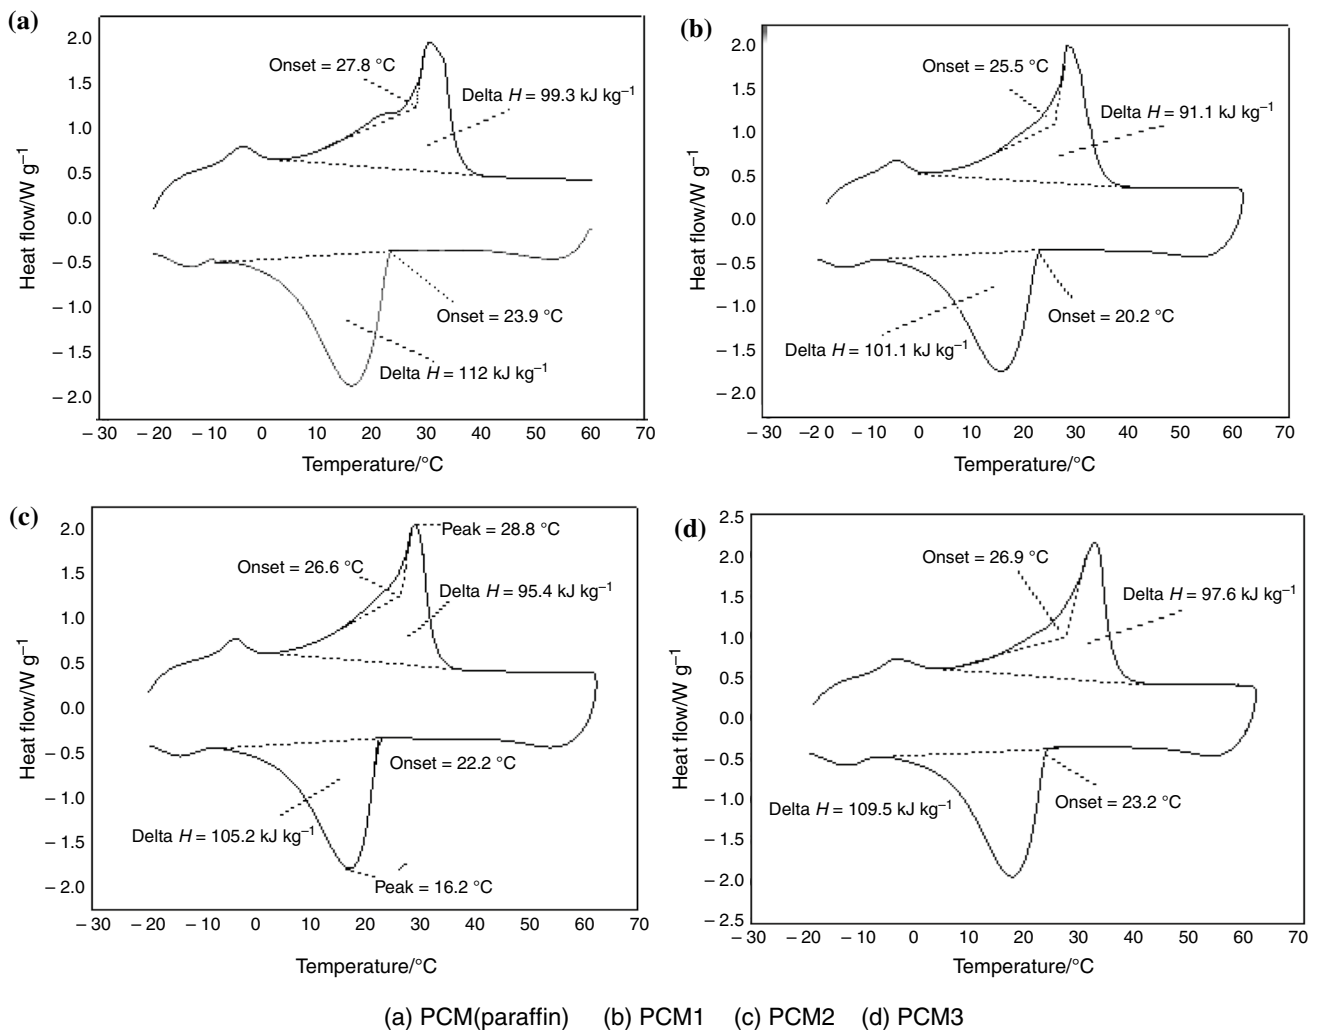 (a)
2.0
1.5
1.0
0.5
0.0
– 0.5
– 1.0
– 1.5
– 2.0
Heat flow/W g–1
Onset = 27.8 °C
Delta H = 99.3 kJ kg–1
Onset = 23.9 °C
Delta H = 112 kJ kg–1
– 30 – 20 – 10 0 10 20 30 40 50 60 70
Temperature/°C
(b)
2.0
1.5
1.0
0.5
0.0
– 0.5
– 1.0
– 1.5
– 2.0
Heat flow/W g–1
Onset = 25.5 °C
Delta H = 91.1 kJ kg–1
Onset = 20.2 °C
Delta H = 101.1 kJ kg–1
– 30 – 2 0 – 10 0 10 20 30 40 50 60 70
Temperature/°C
(c)
2.0
1.5
1.0
0.5
0.0
– 0.5
– 1.0
– 1.5
– 2.0
Heat flow/W g–1
Peak = 28.8 °C
Onset = 26.6 °C
Delta H = 95.4 kJ kg–1
Onset = 22.2 °C
Delta H = 105.2 kJ kg–1
Peak = 16.2 °C
– 30 – 20 – 10 0 10 20 30 40 50 60 70
Temperature/°C
(d)
2.5
2.0
1.5
1.0
0.5
0.0
– 0.5
– 1.0
– 1.5
– 2.0
– 2.5
Heat flow/W g–1
Onset = 26.9 °C
Delta H = 97.6 kJ kg–1
Delta H = 109.5 kJ kg–1
Onset = 23.2 °C
– 30 – 20 – 10 0 10 20 30 40 50 60 70
Temperature/°C
(a) PCM(paraffin) (b) PCM1 (c) PCM2 (d) PCM3